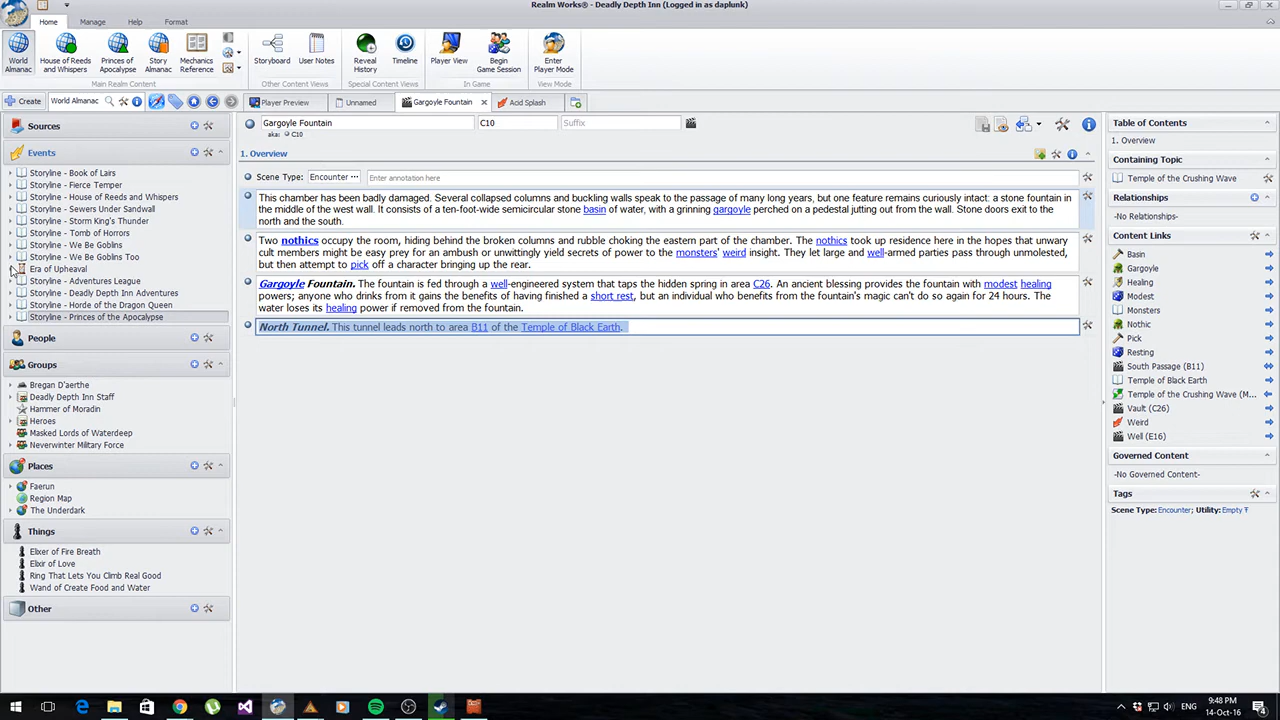 Realm Works® - Deadly Depth Inn (Logged in as daplunk)
Home Manage Help Format
World Almanac
House of Reeds and Whispers
Princes of Apocalypse
Story Almanac
Mechanics Reference
Storyboard
User Notes
Reveal History
Timeline
Player View
Begin Game Session
Enter Player Mode
Main Realm Content
Other Content Views
Special Content Views
In Game
View Mode
Create
World Almanac
Player Preview
Unnamed
Gargoyle Fountain
Acid Splash
Sources
Events
Storyline - Book of Lairs
Storyline - Fierce Temper
Storyline - House of Reeds and Whispers
Storyline - Sewers Under Sandwall
Storyline - Storm King's Thunder
Storyline - Tomb of Horrors
Storyline - We Be Goblins
Storyline - We Be Goblins Too
Era of Upheaval
Storyline - Adventures League
Storyline - Deadly Depth Inn Adventures
Storyline - Horde of the Dragon Queen
Storyline - Princes of the Apocalypse
People
Groups
Bregan D'aerthe
Deadly Depth Inn Staff
Hammer of Moradin
Heroes
Masked Lords of Waterdeep
Neverwinter Military Force
Places
Faerun
Region Map
The Underdark
Things
Elixer of Fire Breath
Elixir of Love
Ring That Lets You Climb Real Good
Wand of Create Food and Water
Other
Gargoyle Fountain C10 Suffix
aka: C10
1. Overview
Scene Type: Encounter ··· Enter annotation here
This chamber has been badly damaged. Several collapsed columns and buckling walls speak to the passage of many long years, but one feature remains curiously intact: a stone fountain in
the middle of the west wall. It consists of a ten-foot-wide semicircular stone basin of water, with a grinning gargoyle perched on a pedestal jutting out from the wall. Stone doors exit to the
north and the south.
Two nothics occupy the room, hiding behind the broken columns and rubble choking the eastern part of the chamber. The nothics took up residence here in the hopes that unwary
cult members might be easy prey for an ambush or unwittingly yield secrets of power to the monsters' weird insight. They let large and well-armed parties pass through unmolested,
but then attempt to pick off a character bringing up the rear.
Gargoyle Fountain. The fountain is fed through a well-engineered system that taps the hidden spring in area C26. An ancient blessing provides the fountain with modest healing
powers; anyone who drinks from it gains the benefits of having finished a short rest, but an individual who benefits from the fountain's magic can't do so again for 24 hours. The
water loses its healing power if removed from the fountain.
North Tunnel. This tunnel leads north to area B11 of the Temple of Black Earth.
Table of Contents
1. Overview
Containing Topic
Temple of the Crushing Wave
Relationships
-No Relationships-
Content Links
Basin
Gargoyle
Healing
Modest
Monsters
Nothic
Pick
Resting
South Passage (B11)
Temple of Black Earth
Temple of the Crushing Wave (M...
Vault (C26)
Weird
Well (E16)
Governed Content
-No Governed Content-
Tags
Scene Type: Encounter; Utility: Empty
9:48 PM
14-Oct-16